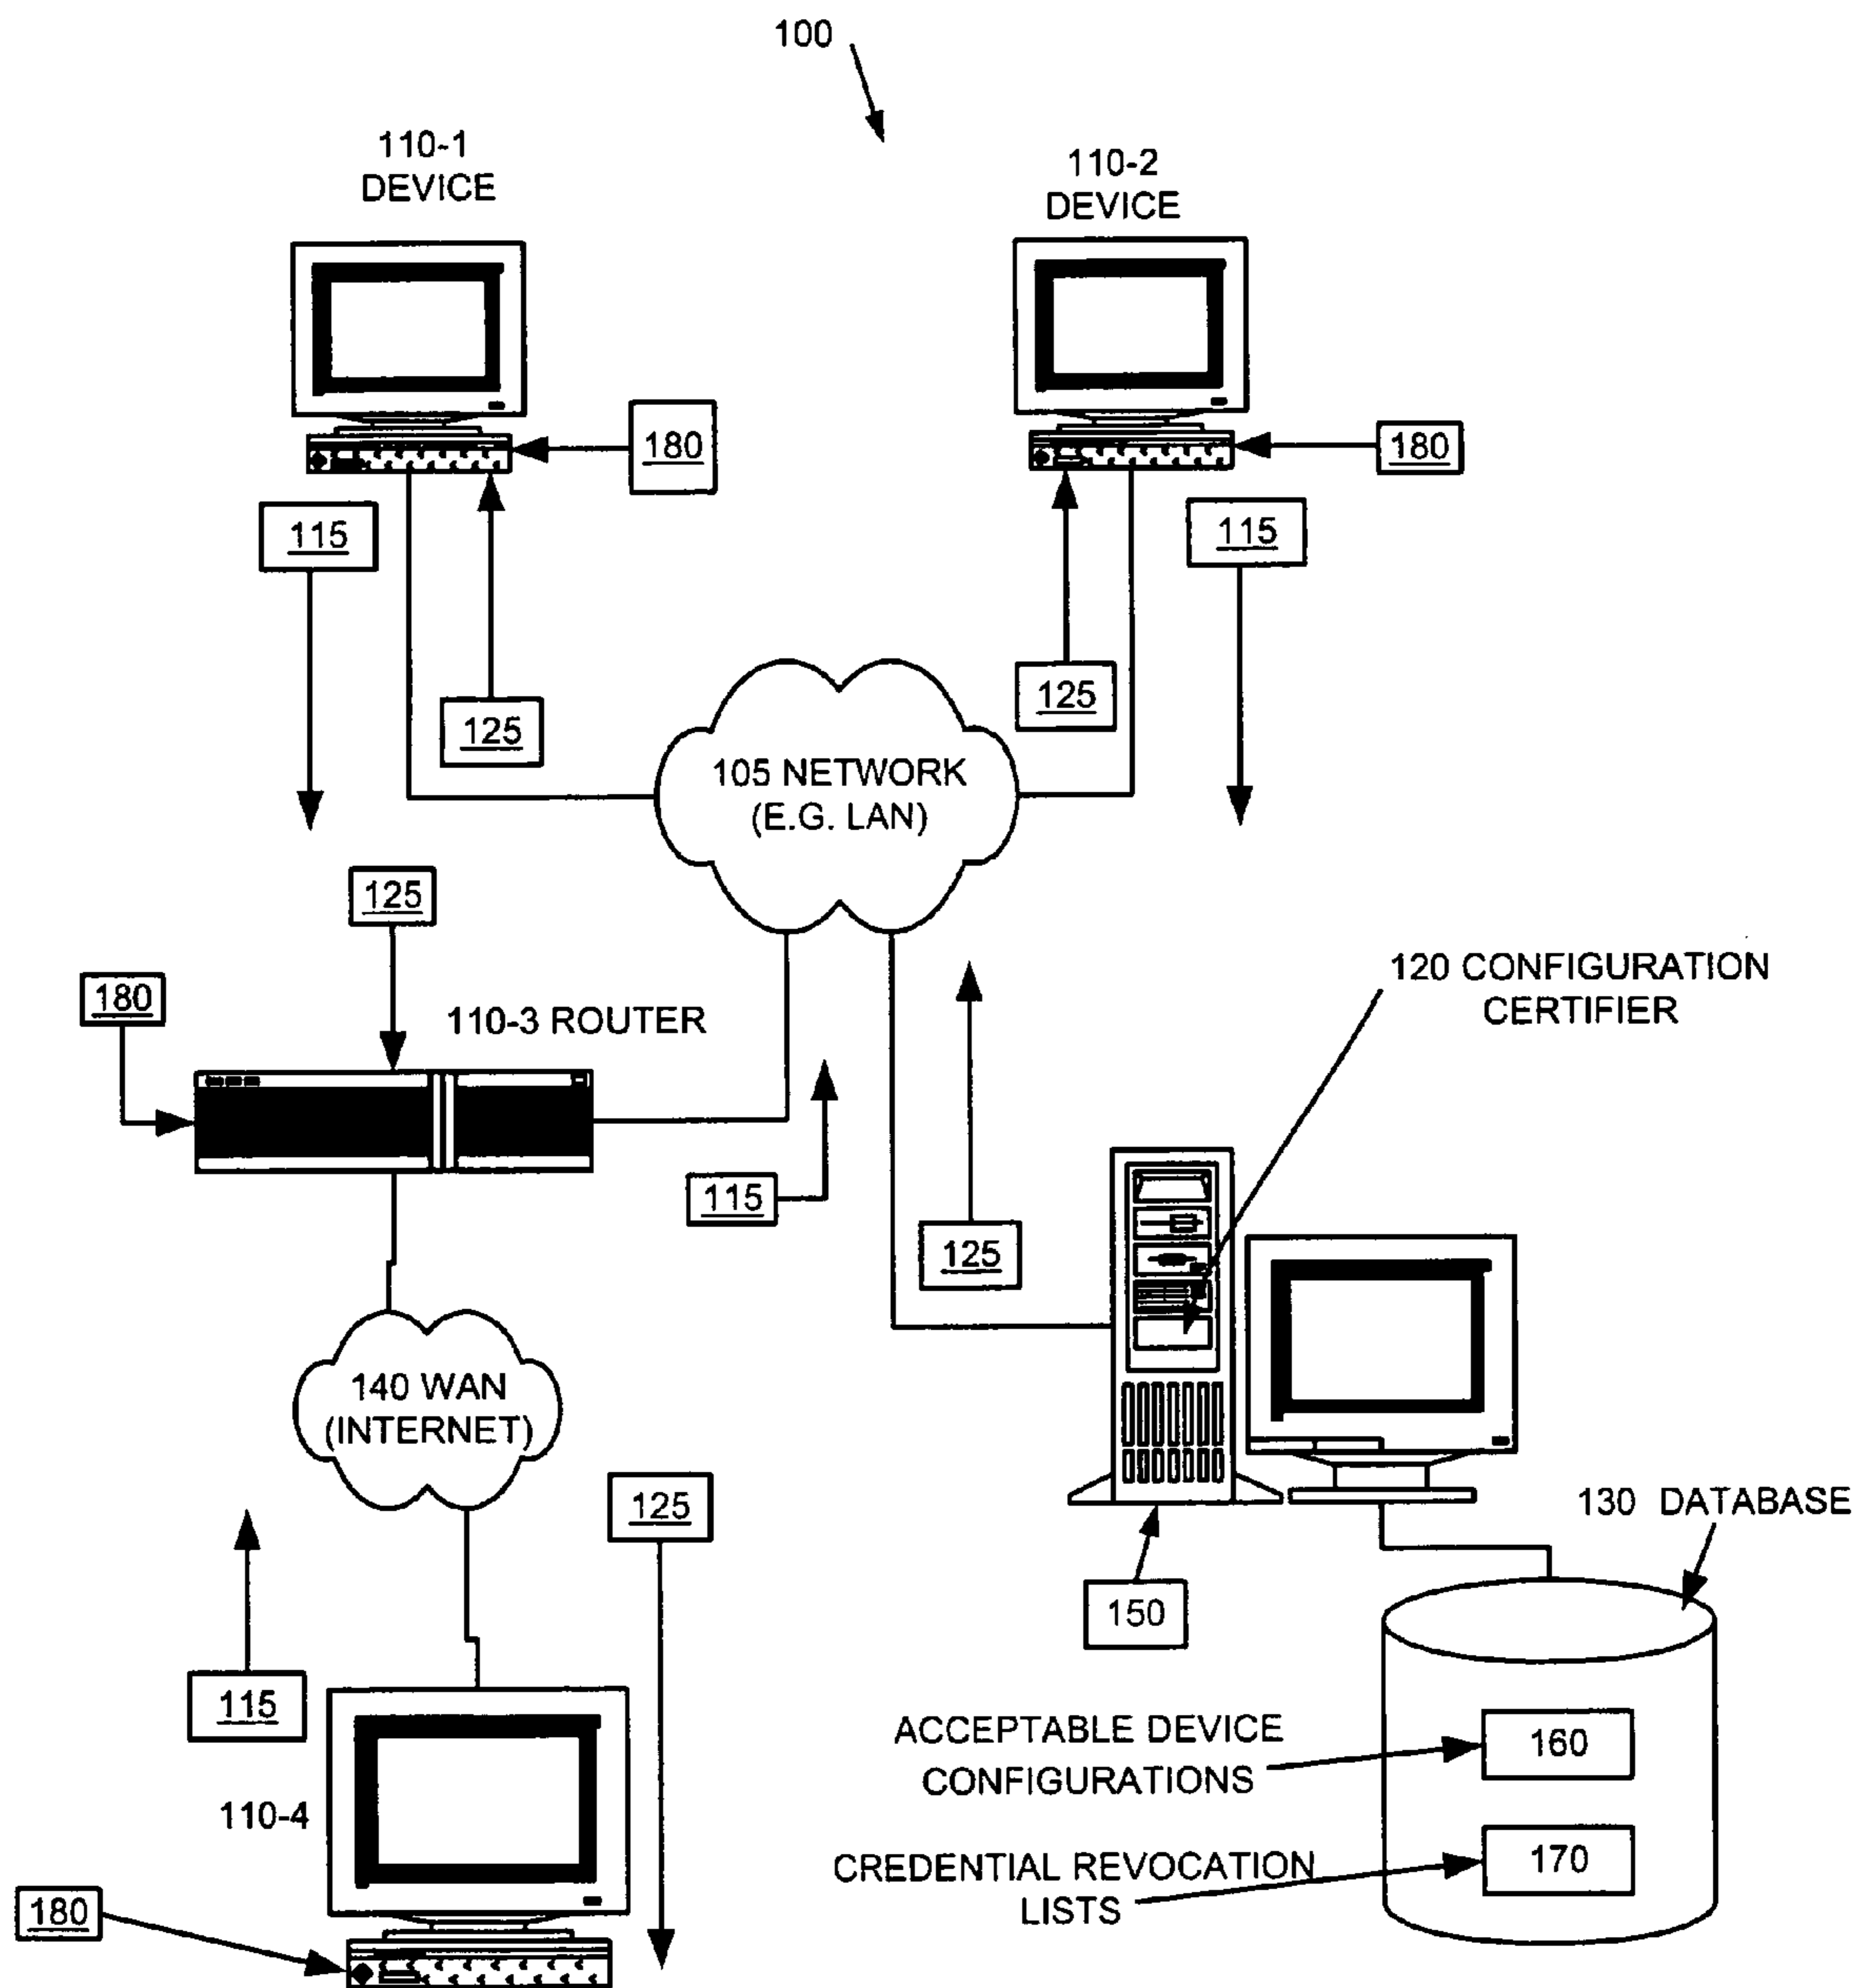 100
110-1
DEVICE
110-2
DEVICE
180
180
115
115
125
125
105 NETWORK
(E.G. LAN)
125
180
110-3 ROUTER
120 CONFIGURATION
CERTIFIER
115
125
140 WAN
(INTERNET)
125
130 DATABASE
150
115
110-4
ACCEPTABLE DEVICE
CONFIGURATIONS
160
CREDENTIAL REVOCATION
LISTS
170
180